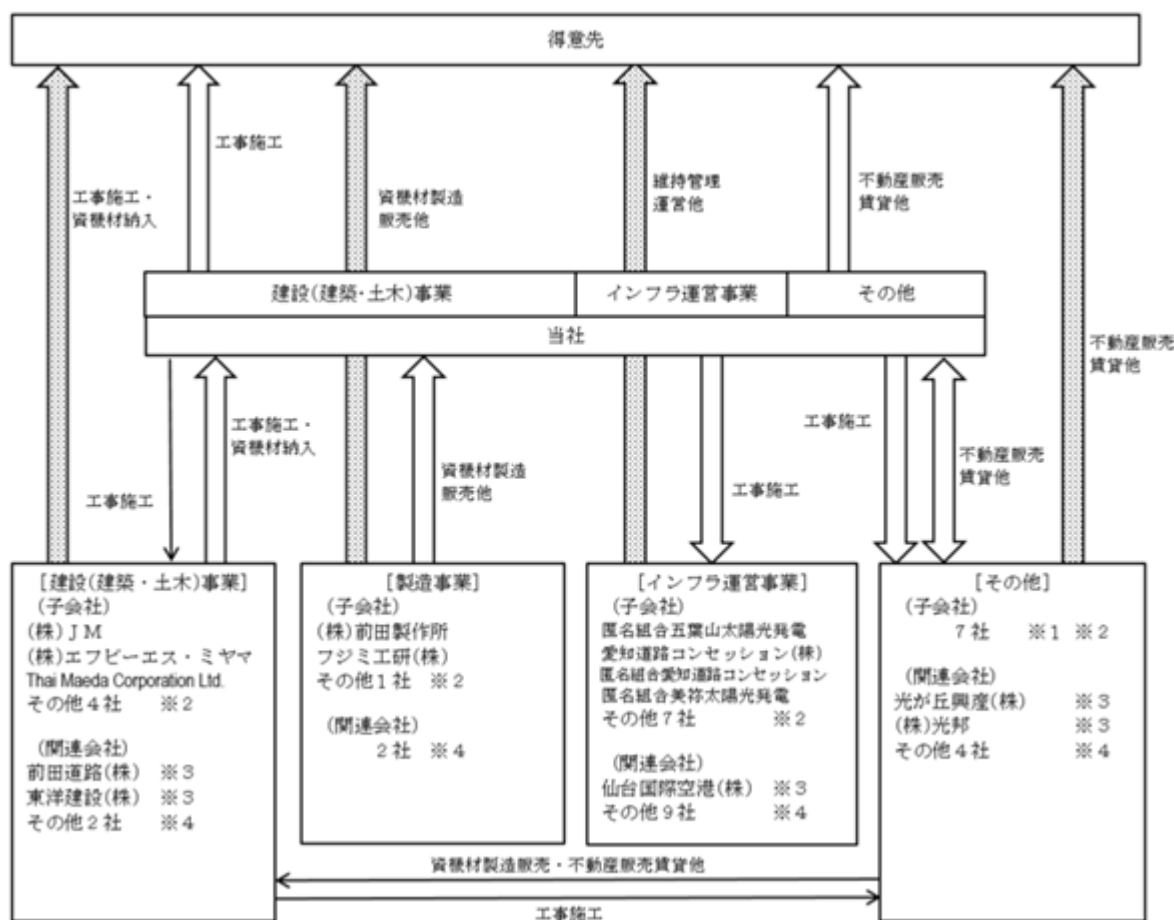 得意先
工事施工
工事施工・
資機材納入
資機材製造
販売他
維持管理
運営他
不動産販売
賃貸他
建設(建築・土木)事業
インフラ運営事業
その他
当社
不動産販売
賃貸他
工事施工・
資機材納入
工事施工
資機材製造
販売他
工事施工
工事施工
不動産販売
賃貸他
[建設(建築・土木)事業]
(子会社)
(株)ＪＭ
(株)エフビーエス・ミヤマ
Thai Maeda Corporation Ltd.
その他４社 ※２
(関連会社)
前田道路(株) ※３
東洋建設(株) ※３
その他２社 ※４
[製造事業]
(子会社)
(株)前田製作所
フジミ工研(株)
その他１社 ※２
(関連会社)
２社 ※４
[インフラ運営事業]
(子会社)
匿名組合五葉山太陽光発電
愛知道路コンセッション(株)
匿名組合愛知道路コンセッション
匿名組合美祢太陽光発電
その他７社 ※２
(関連会社)
仙台国際空港(株) ※３
その他９社 ※４
[その他]
(子会社)
７社 ※１ ※２
(関連会社)
光が丘興産(株) ※３
(株)光邦 ※３
その他４社 ※４
資機材製造販売・不動産販売賃貸他
工事施工